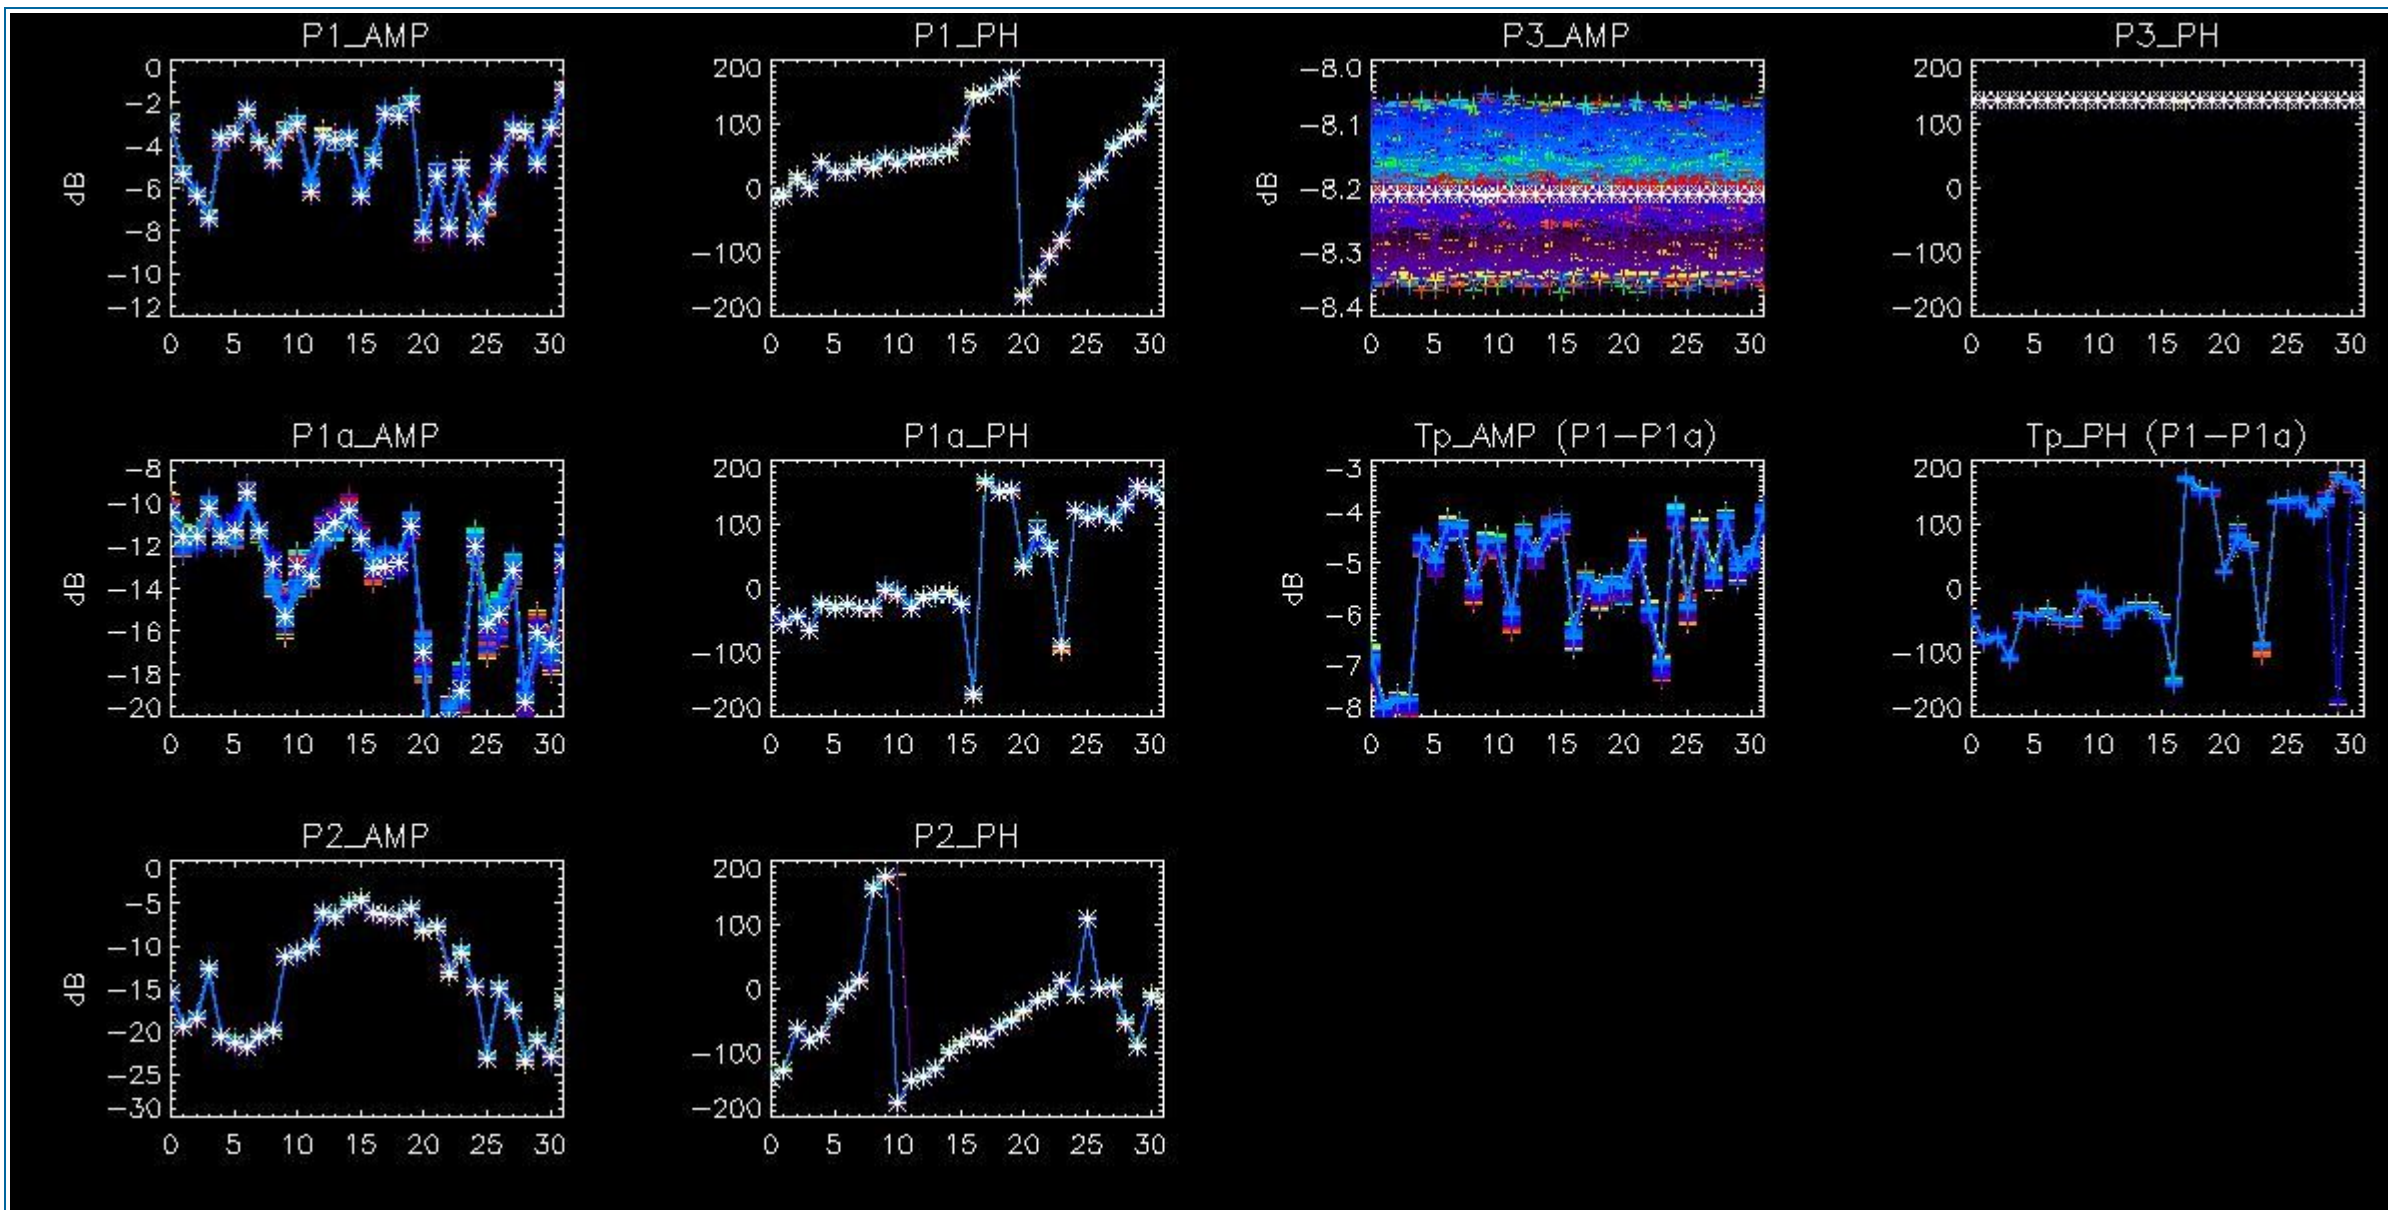 P1_AMP P1_PH P3_AMP P3_PH
0 200 -8.0 200
-2
-4 100 -8.1 100
dB -6 0 dB -8.2 0
-8
-10 -100 -8.3 -100
-12 -200 -8.4 -200
0 5 10 15 20 25 30 0 5 10 15 20 25 30 0 5 10 15 20 25 30 0 5 10 15 20 25 30
P1a_AMP P1a_PH Tp_AMP (P1-P1a) Tp_PH (P1-P1a)
-8 200 -3 200
-10 100 -4 100
-12
dB -14 0 dB -5 0
-16 -100 -6 -100
-18 -7
-20 -200 -8 -200
0 5 10 15 20 25 30 0 5 10 15 20 25 30 0 5 10 15 20 25 30 0 5 10 15 20 25 30
P2_AMP P2_PH
0 200
-5 100
-10
dB -15 0
-20 -100
-25
-30 -200
0 5 10 15 20 25 30 0 5 10 15 20 25 30